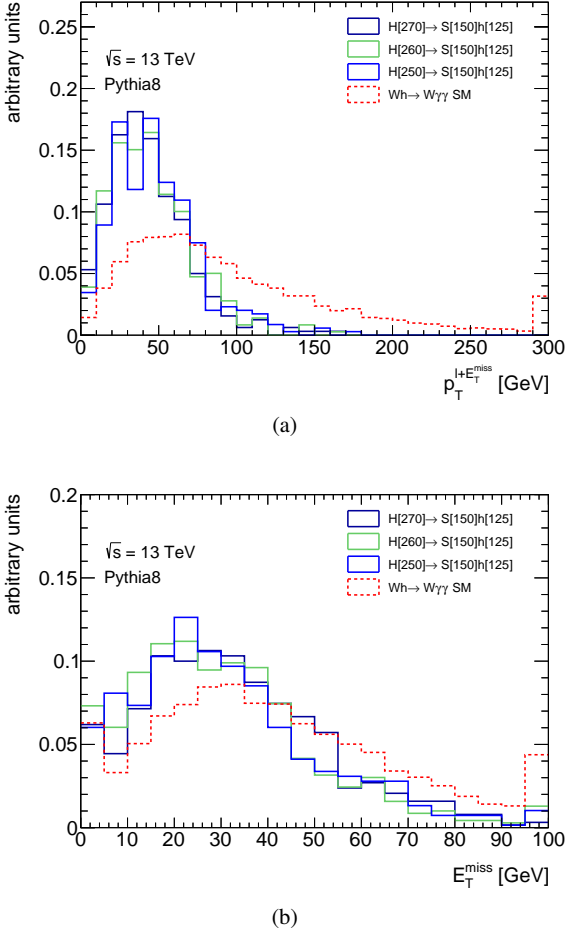 arbitrary units
0.25
0.2
0.15
0.1
0.05
0
√s = 13 TeV
Pythia8
H[270]→ S[150]h[125]
H[260]→ S[150]h[125]
H[250]→ S[150]h[125]
Wh→ Wγγ SM
0 50 100 150 200 250 300
p_T^{l+E_T^{miss}} [GeV]
(a)
arbitrary units
0.2
0.15
0.1
0.05
0
√s = 13 TeV
Pythia8
H[270]→ S[150]h[125]
H[260]→ S[150]h[125]
H[250]→ S[150]h[125]
Wh→ Wγγ SM
0 10 20 30 40 50 60 70 80 90 100
E_T^{miss} [GeV]
(b)